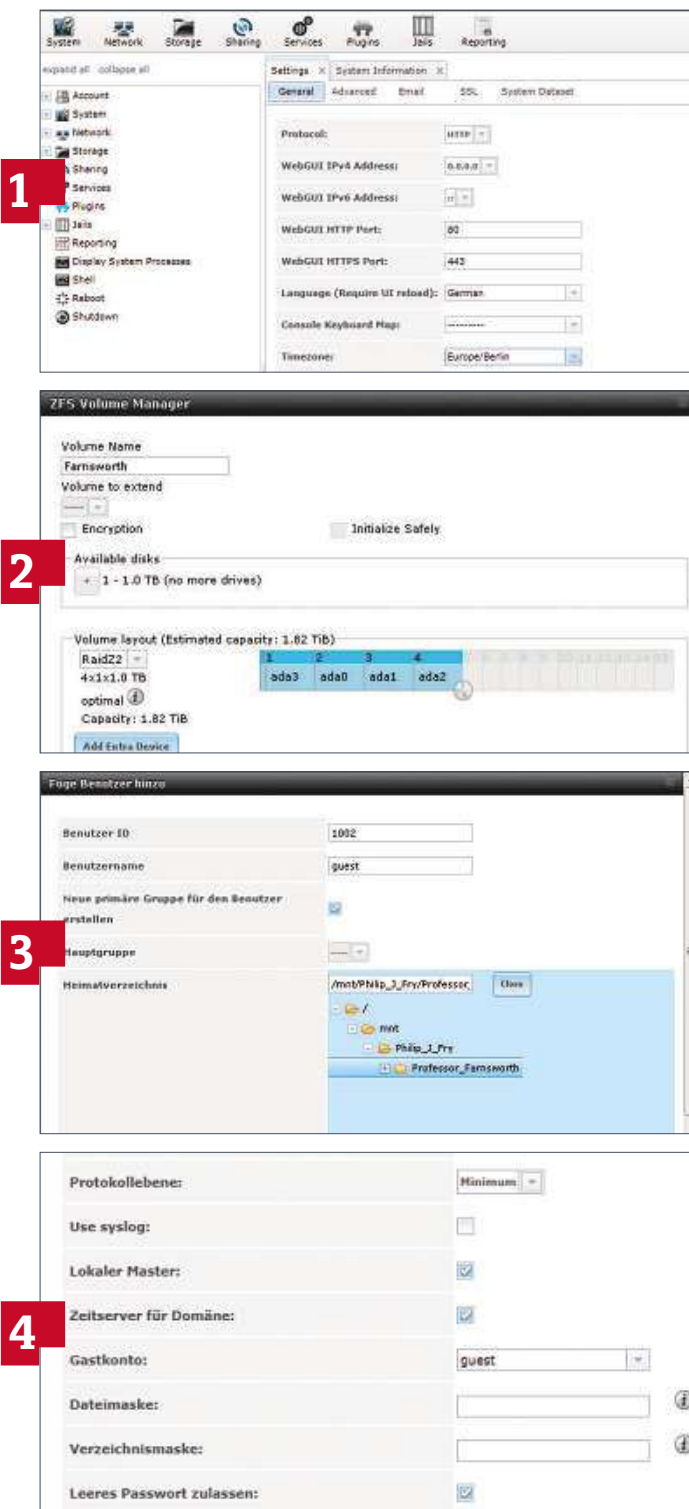 System Network Storage Sharing Services Plugins Jails Reporting
expand all collapse all
Settings x System Information x
General Advanced Email SSL System Dataset
Account
System
Network
Storage
Sharing
Services
Plugins
Jails
Reporting
Display System Processes
Shell
Reboot
Shutdown
1
Protocol: HTTP
WebGUI IPv4 Address: 0.0.0.0
WebGUI IPv6 Address: ::
WebGUI HTTP Port: 80
WebGUI HTTPS Port: 443
Language (Require UI reload): German
Console Keyboard Map: ----------
Timezone: Europe/Berlin
ZFS Volume Manager
Volume Name
Farnsworth
Volume to extend
-----
Encryption Initialize Safely
2
Available disks
+ 1 - 1.0 TB (no more drives)
Volume layout (Estimated capacity: 1.82 TiB)
RaidZ2 1 2 3 4
4x1x1.0 TB ada3 ada0 ada1 ada2
optimal
Capacity: 1.82 TiB
Add Extra Device
Füge Benutzer hinzu
Benutzer ID 1002
Benutzername guest
Neue primäre Gruppe für den Benutzer
erstellen
3
Hauptgruppe -----
Heimatverzeichnis /mnt/Philip_J_Fry/Professor_ Close
/
mnt
Philip_J_Fry
Professor_Farnsworth
Protokollebene: Minimum
Use syslog:
Lokaler Master:
4
Zeitserver für Domäne:
Gastkonto: guest
Dateimaske:
Verzeichnismaske:
Leeres Passwort zulassen: